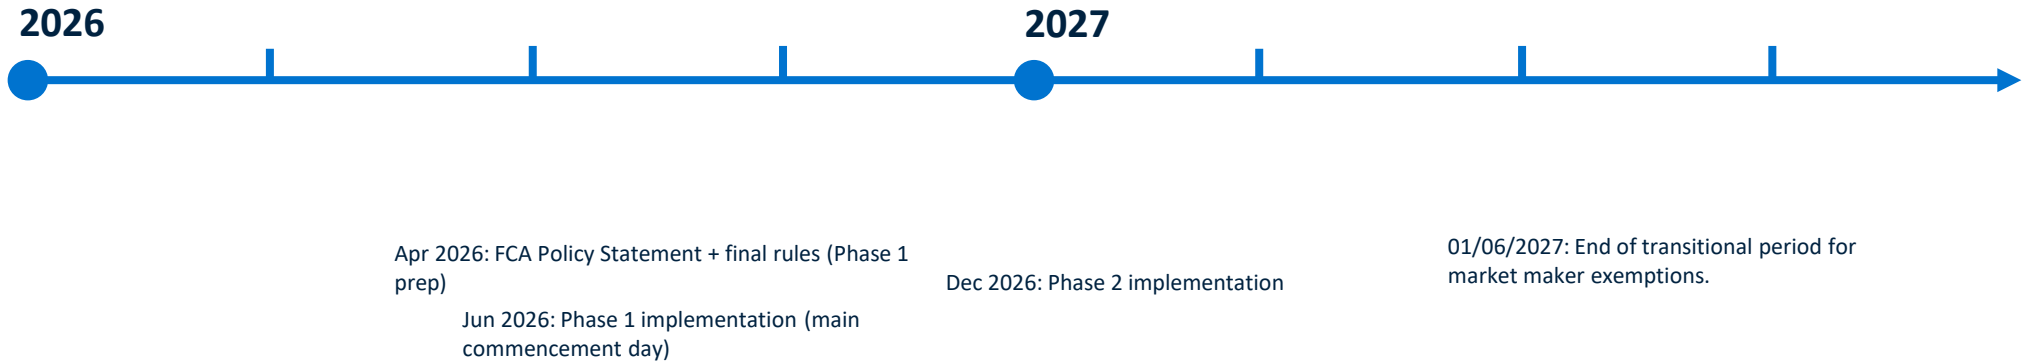 2026
2027
Apr 2026: FCA Policy Statement + final rules (Phase 1
prep)
Jun 2026: Phase 1 implementation (main
commencement day)
Dec 2026: Phase 2 implementation
01/06/2027: End of transitional period for
market maker exemptions.